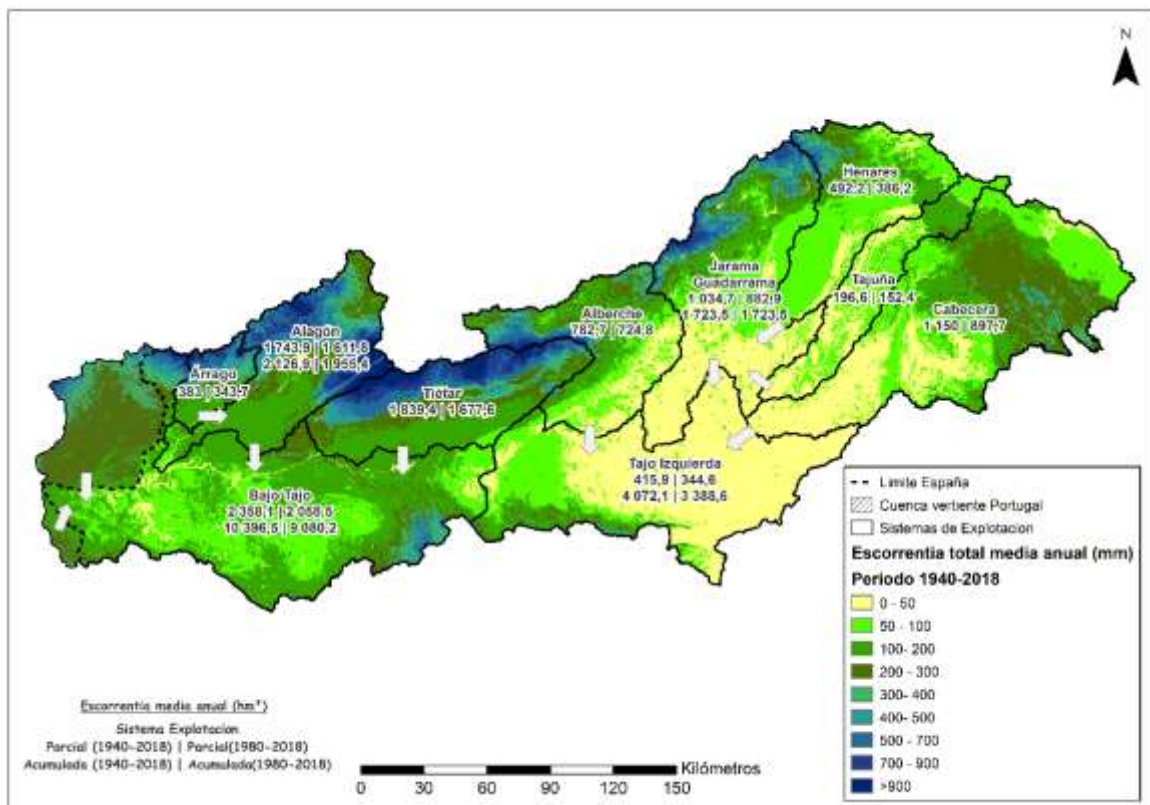 N
Henares
492,2 | 386,2
Jarama
Guadarrama
1 034,7 | 882,9
1 723,5 | 1 723,5
Tajuña
196,6 | 152,4
Cabecera
1 150 | 897,7
Alberche
782,7 | 724,8
Alagón
1 743,9 | 1 611,8
2 126,9 | 1 955,4
Árrago
383 | 343,7
Tiétar
1 839,4 | 1 677,6
Tajo Izquierda
415,9 | 344,6
4 072,1 | 3 388,6
Bajo Tajo
2 358,1 | 2 058,5
10 396,5 | 9 080,2
Limite España
Cuenca vertiente Portugal
Sistemas de Explotacion
Escorrentía total media anual (mm)
Periodo 1940-2018
0 - 50
50 - 100
100- 200
200 - 300
300- 400
400- 500
500 - 700
700 - 900
>900
Escorrentía media anual (hm³)
Sistema Explotacion
Parcial (1940-2018) | Parcial(1980-2018)
Acumulada (1940-2018) | Acumulada(1980-2018)
Kilómetros
0 30 60 90 120 150